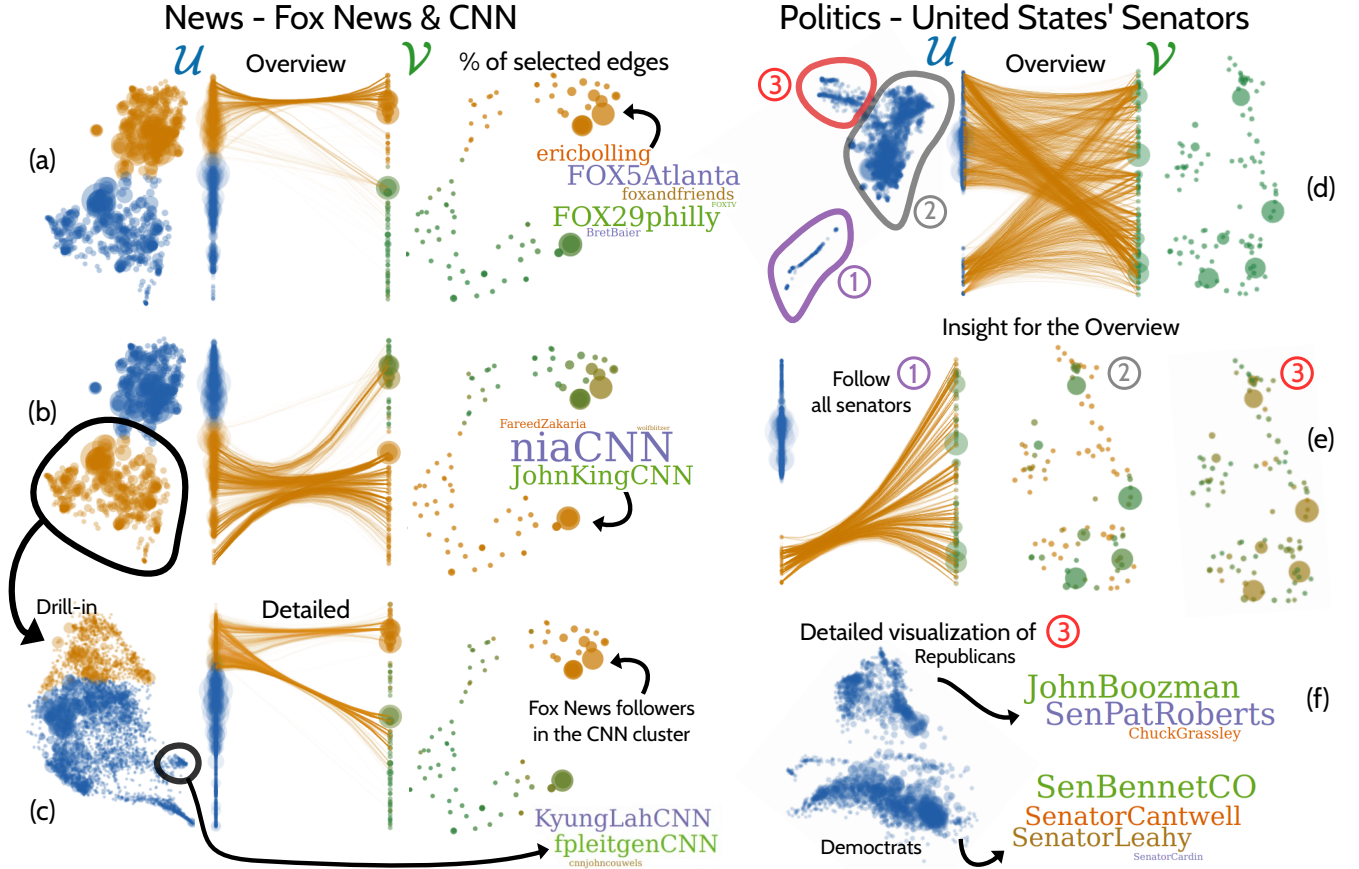 News - Fox News & CNN
U
Overview
V
% of selected edges
(a)
ericbolling
FOX5Atlanta
foxandfriends
FOXTV
FOX29philly
BretBaier
(b)
FareedZakaria
wolfblitzer
niaCNN
JohnKingCNN
Drill-in
Detailed
Fox News followers
in the CNN cluster
(c)
KyungLahCNN
fpleitgenCNN
cnnjohncouwels
Politics - United States' Senators
U
Overview
V
3
2
1
(d)
Insight for the Overview
Follow 1
all senators
2
3
(e)
Detailed visualization of 3
Republicans
JohnBoozman
SenPatRoberts
ChuckGrassley
(f)
SenBennetCO
SenatorCantwell
SenatorLeahy
SenatorCardin
Democtrats